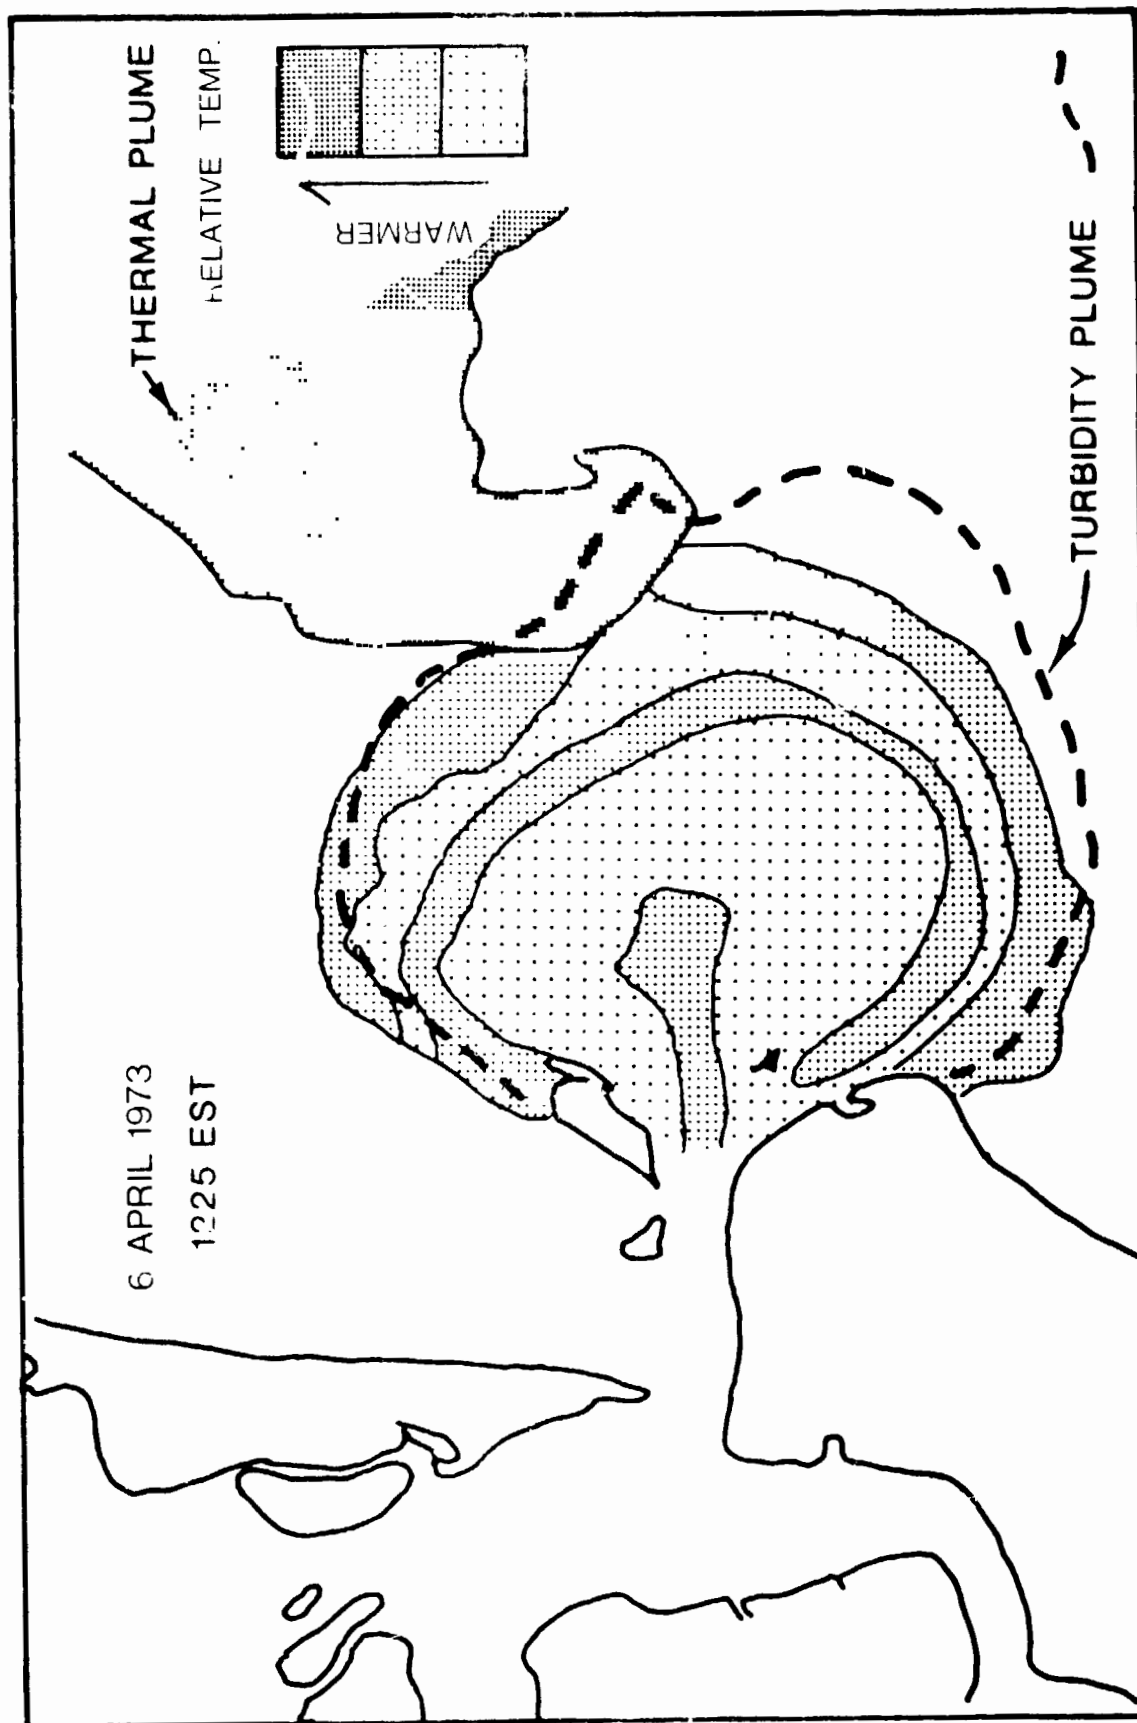 6 APRIL 1973
1225 EST
THERMAL PLUME
RELATIVE TEMP.
WARMER
TURBIDITY PLUME